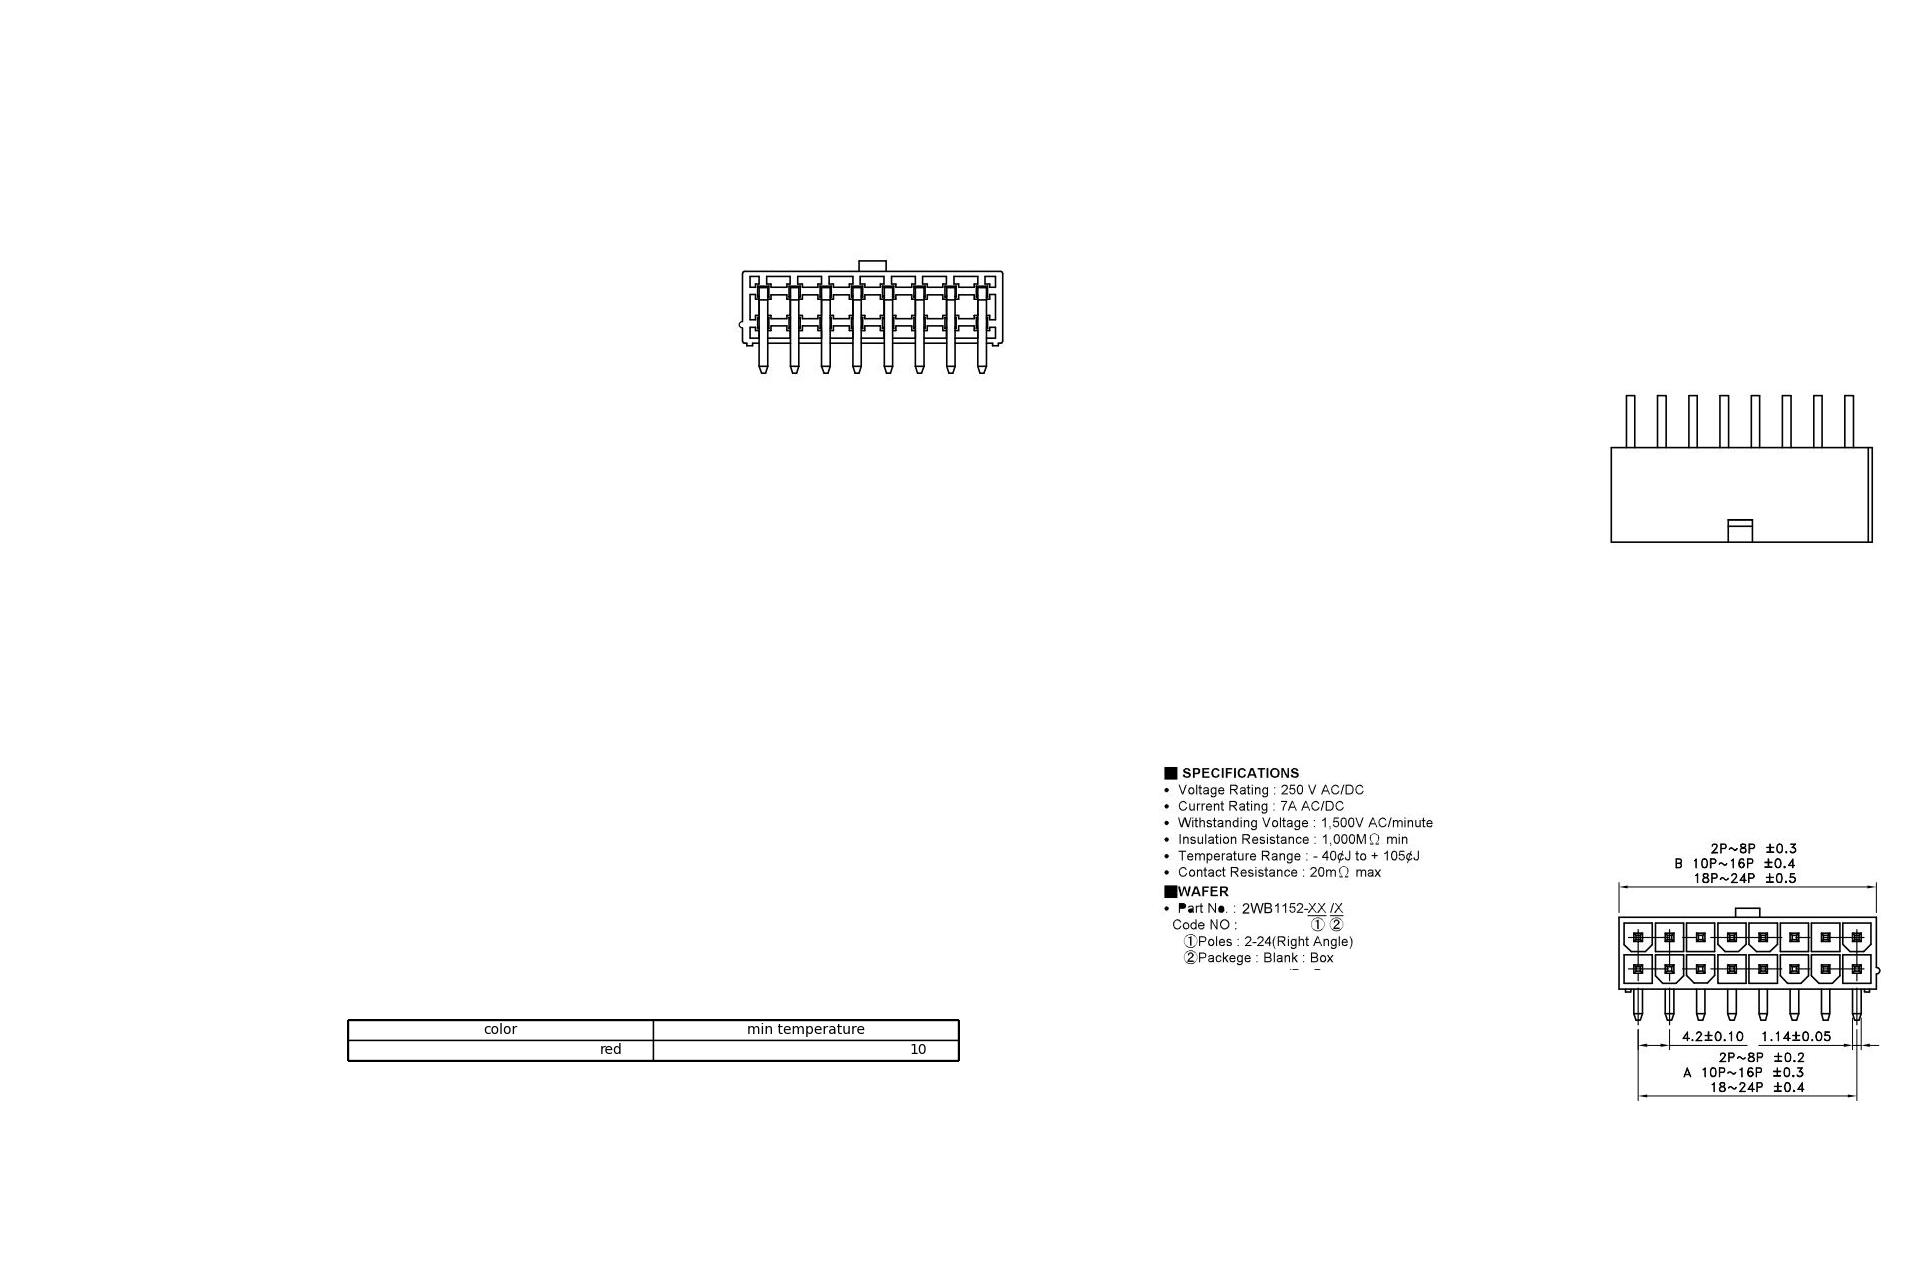 ■ SPECIFICATIONS
• Voltage Rating : 250 V AC/DC
• Current Rating : 7A AC/DC
• Withstanding Voltage : 1,500V AC/minute
• Insulation Resistance : 1,000MΩ min
• Temperature Range : - 40¢J to + 105¢J
• Contact Resistance : 20mΩ max
■WAFER
• Part No. : 2WB1152-XX /X
Code NO : ① ②
①Poles : 2-24(Right Angle)
②Packege : Blank : Box
2P~8P ±0.3
B 10P~16P ±0.4
18P~24P ±0.5
4.2±0.10 1.14±0.05
2P~8P ±0.2
A 10P~16P ±0.3
18~24P ±0.4
color min temperature
red 10